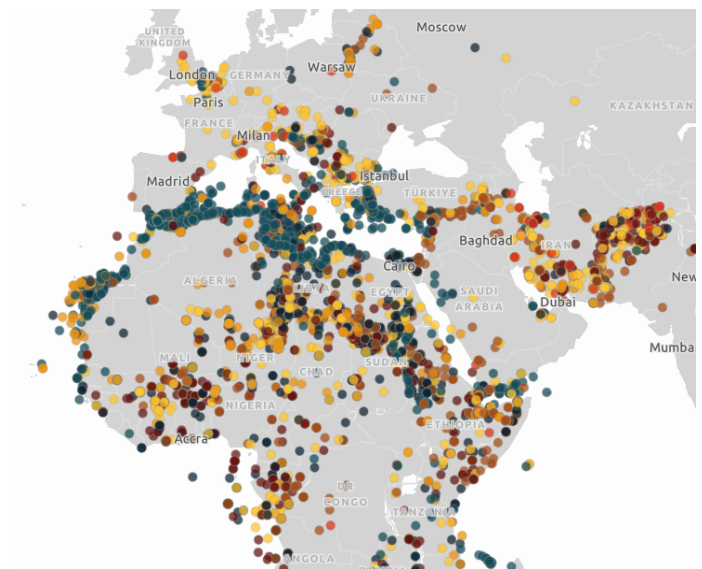 Moscow
UNITED
KINGDOM
London
GERMANY
Warsaw
Paris
UKRAINE
KAZAKHSTAN
FRANCE
Milan
ITALY
Madrid
Istanbul
GREECE
TÜRKIYE
Baghdad
IRAN
Cairo
ALGERIA
LIBYA
EGYPT
SAUDI
ARABIA
Dubai
New
Mumbai
MALI
NIGER
CHAD
SUDAN
NIGERIA
Accra
ETHIOPIA
DR
CONGO
TANZANIA
ANGOLA